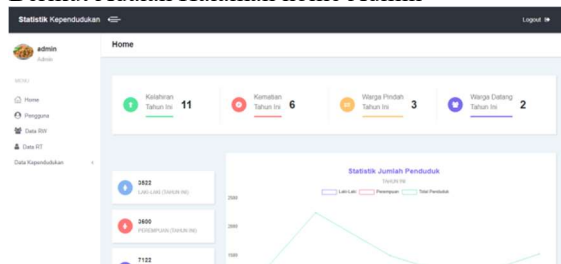 Statistik Kependudukan
Logout
admin
Admin
Home
MENU
Home
Pengguna
Data RW
Data RT
Data Kependudukan
Kelahiran
Tahun Ini 11
Kematian
Tahun Ini 6
Warga Pindah
Tahun Ini 3
Warga Datang
Tahun Ini 2
3522
LAKI-LAKI (TAHUN INI)
3600
PEREMPUAN (TAHUN INI)
7122
Statistik Jumlah Penduduk
TAHUN INI
Laki-Laki Perempuan Total Penduduk
2500
2000
1500